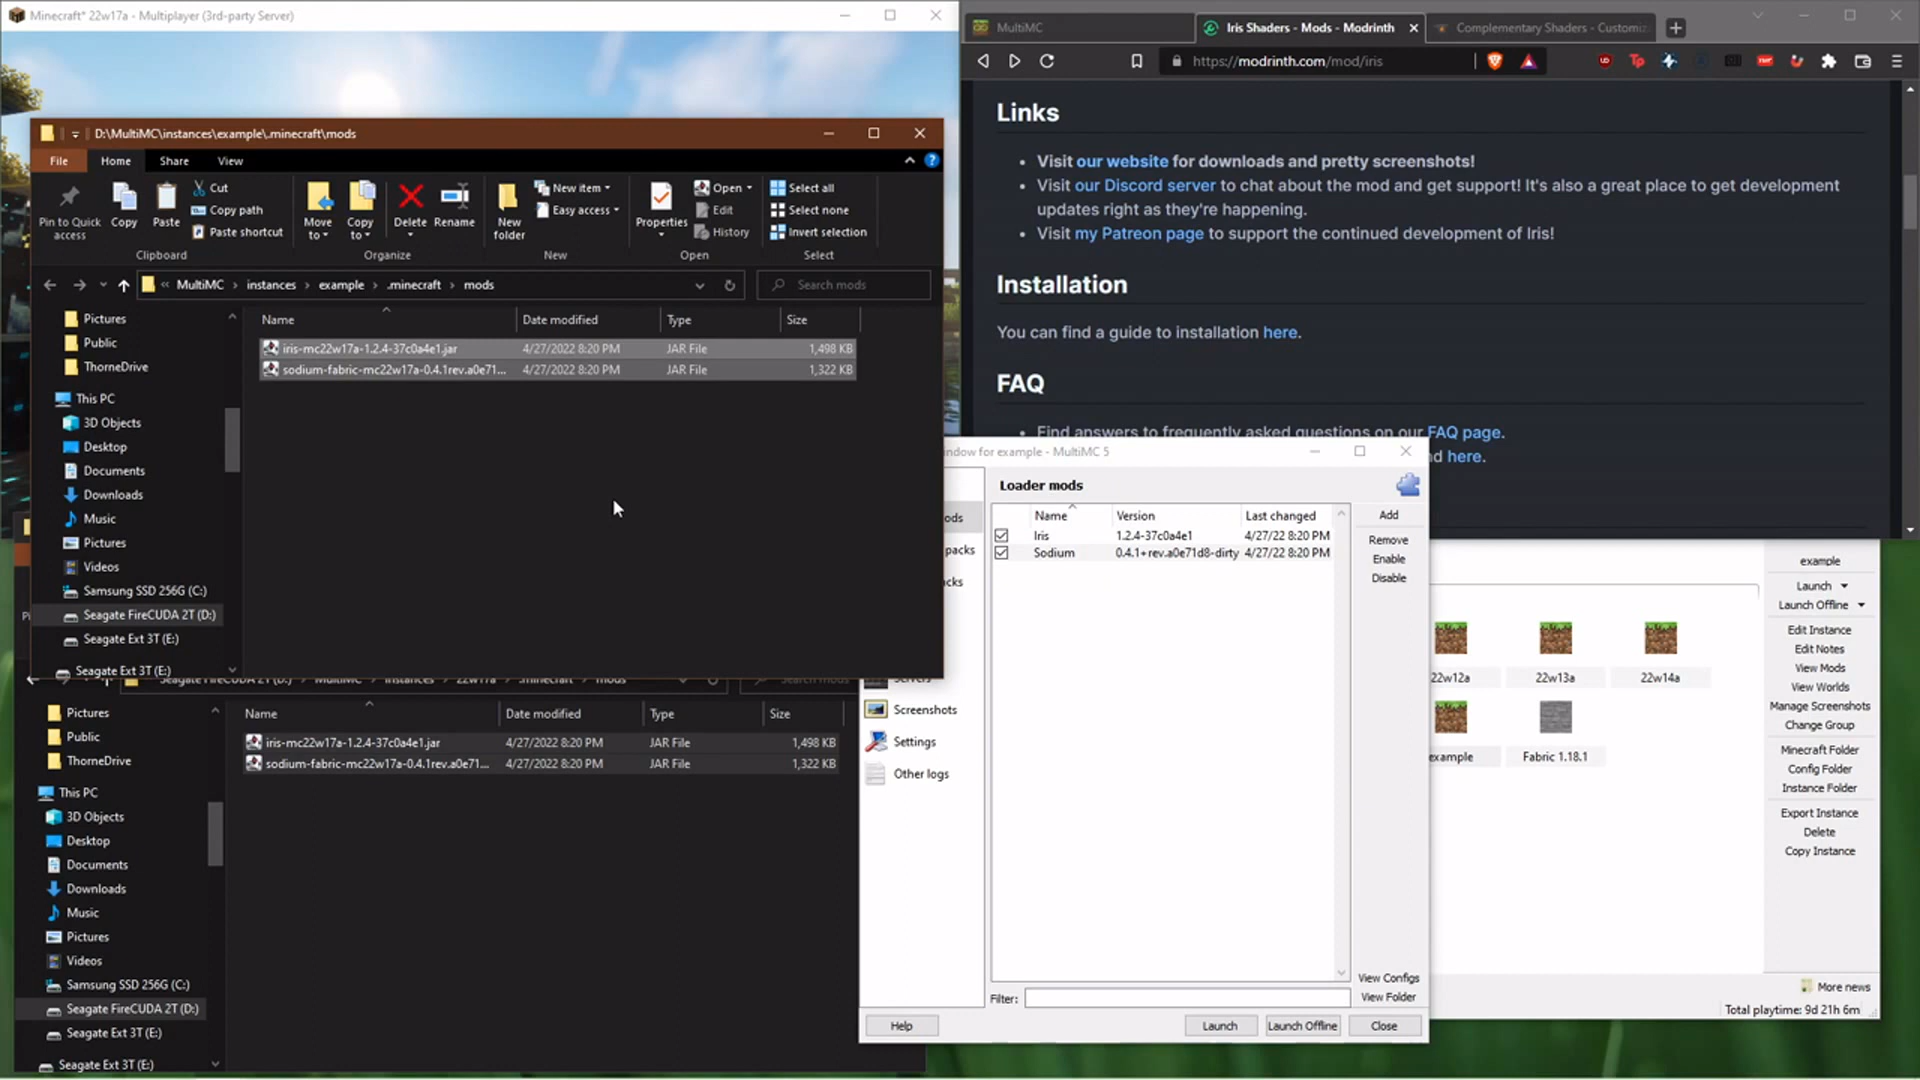 Minecraft* 22w17a - Multiplayer (3rd-party Server)
D:\MultiMC\instances\example\.minecraft\mods
File Home Share View
Pin to Quick access
Copy
Paste
Cut
Copy path
Paste shortcut
Clipboard
Move to
Copy to
Delete
Rename
Organize
New folder
New item
Easy access
New
Properties
Open
Edit
History
Open
Select all
Select none
Invert selection
Select
« MultiMC › instances › example › .minecraft › mods
Search mods
Name Date modified Type Size
iris-mc22w17a-1.2.4-37c0a4e1.jar 4/27/2022 8:20 PM JAR File 1,498 KB
sodium-fabric-mc22w17a-0.4.1rev.a0e71... 4/27/2022 8:20 PM JAR File 1,322 KB
Pictures
Public
ThorneDrive
This PC
3D Objects
Desktop
Documents
Downloads
Music
Pictures
Videos
Samsung SSD 256G (C:)
Seagate FireCUDA 2T (D:)
Seagate Ext 3T (E:)
Seagate Ext 3T (E:)
Seagate FireCUDA 2T (D:) › MultiMC › instances › 22w17a › .minecraft › mods
Search mods
Name Date modified Type Size
iris-mc22w17a-1.2.4-37c0a4e1.jar 4/27/2022 8:20 PM JAR File 1,498 KB
sodium-fabric-mc22w17a-0.4.1rev.a0e71... 4/27/2022 8:20 PM JAR File 1,322 KB
Pictures
Public
ThorneDrive
This PC
3D Objects
Desktop
Documents
Downloads
Music
Pictures
Videos
Samsung SSD 256G (C:)
Seagate FireCUDA 2T (D:)
Seagate Ext 3T (E:)
Seagate Ext 3T (E:)
MultiMC
Iris Shaders - Mods - Modrinth
Complementary Shaders - Customiz
https://modrinth.com/mod/iris
Links
Visit our website for downloads and pretty screenshots!
Visit our Discord server to chat about the mod and get support! It's also a great place to get development
updates right as they're happening.
Visit my Patreon page to support the continued development of Iris!
Installation
You can find a guide to installation here.
FAQ
Find answers to frequently asked questions on our FAQ page.
nd here.
indow for example - MultiMC 5
Loader mods
ods
packs
cks
Servers
Screenshots
Settings
Other logs
Name Version Last changed
Iris 1.2.4-37c0a4e1 4/27/22 8:20 PM
Sodium 0.4.1+rev.a0e71d8-dirty 4/27/22 8:20 PM
Add
Remove
Enable
Disable
View Configs
View Folder
Filter:
Help
Launch
Launch Offline
Close
22w12a
22w13a
22w14a
example
Fabric 1.18.1
example
Launch
Launch Offline
Edit Instance
Edit Notes
View Mods
View Worlds
Manage Screenshots
Change Group
Minecraft Folder
Config Folder
Instance Folder
Export Instance
Delete
Copy Instance
More news
Total playtime: 9d 21h 6m